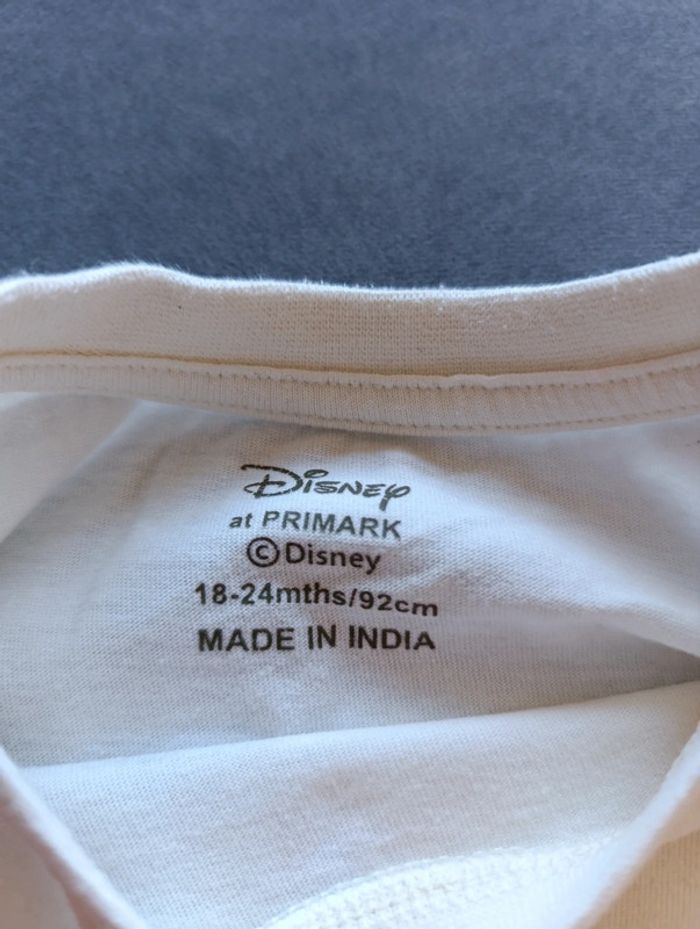 Disney
at PRIMARK
©Disney
18-24mths/92cm
MADE IN INDIA